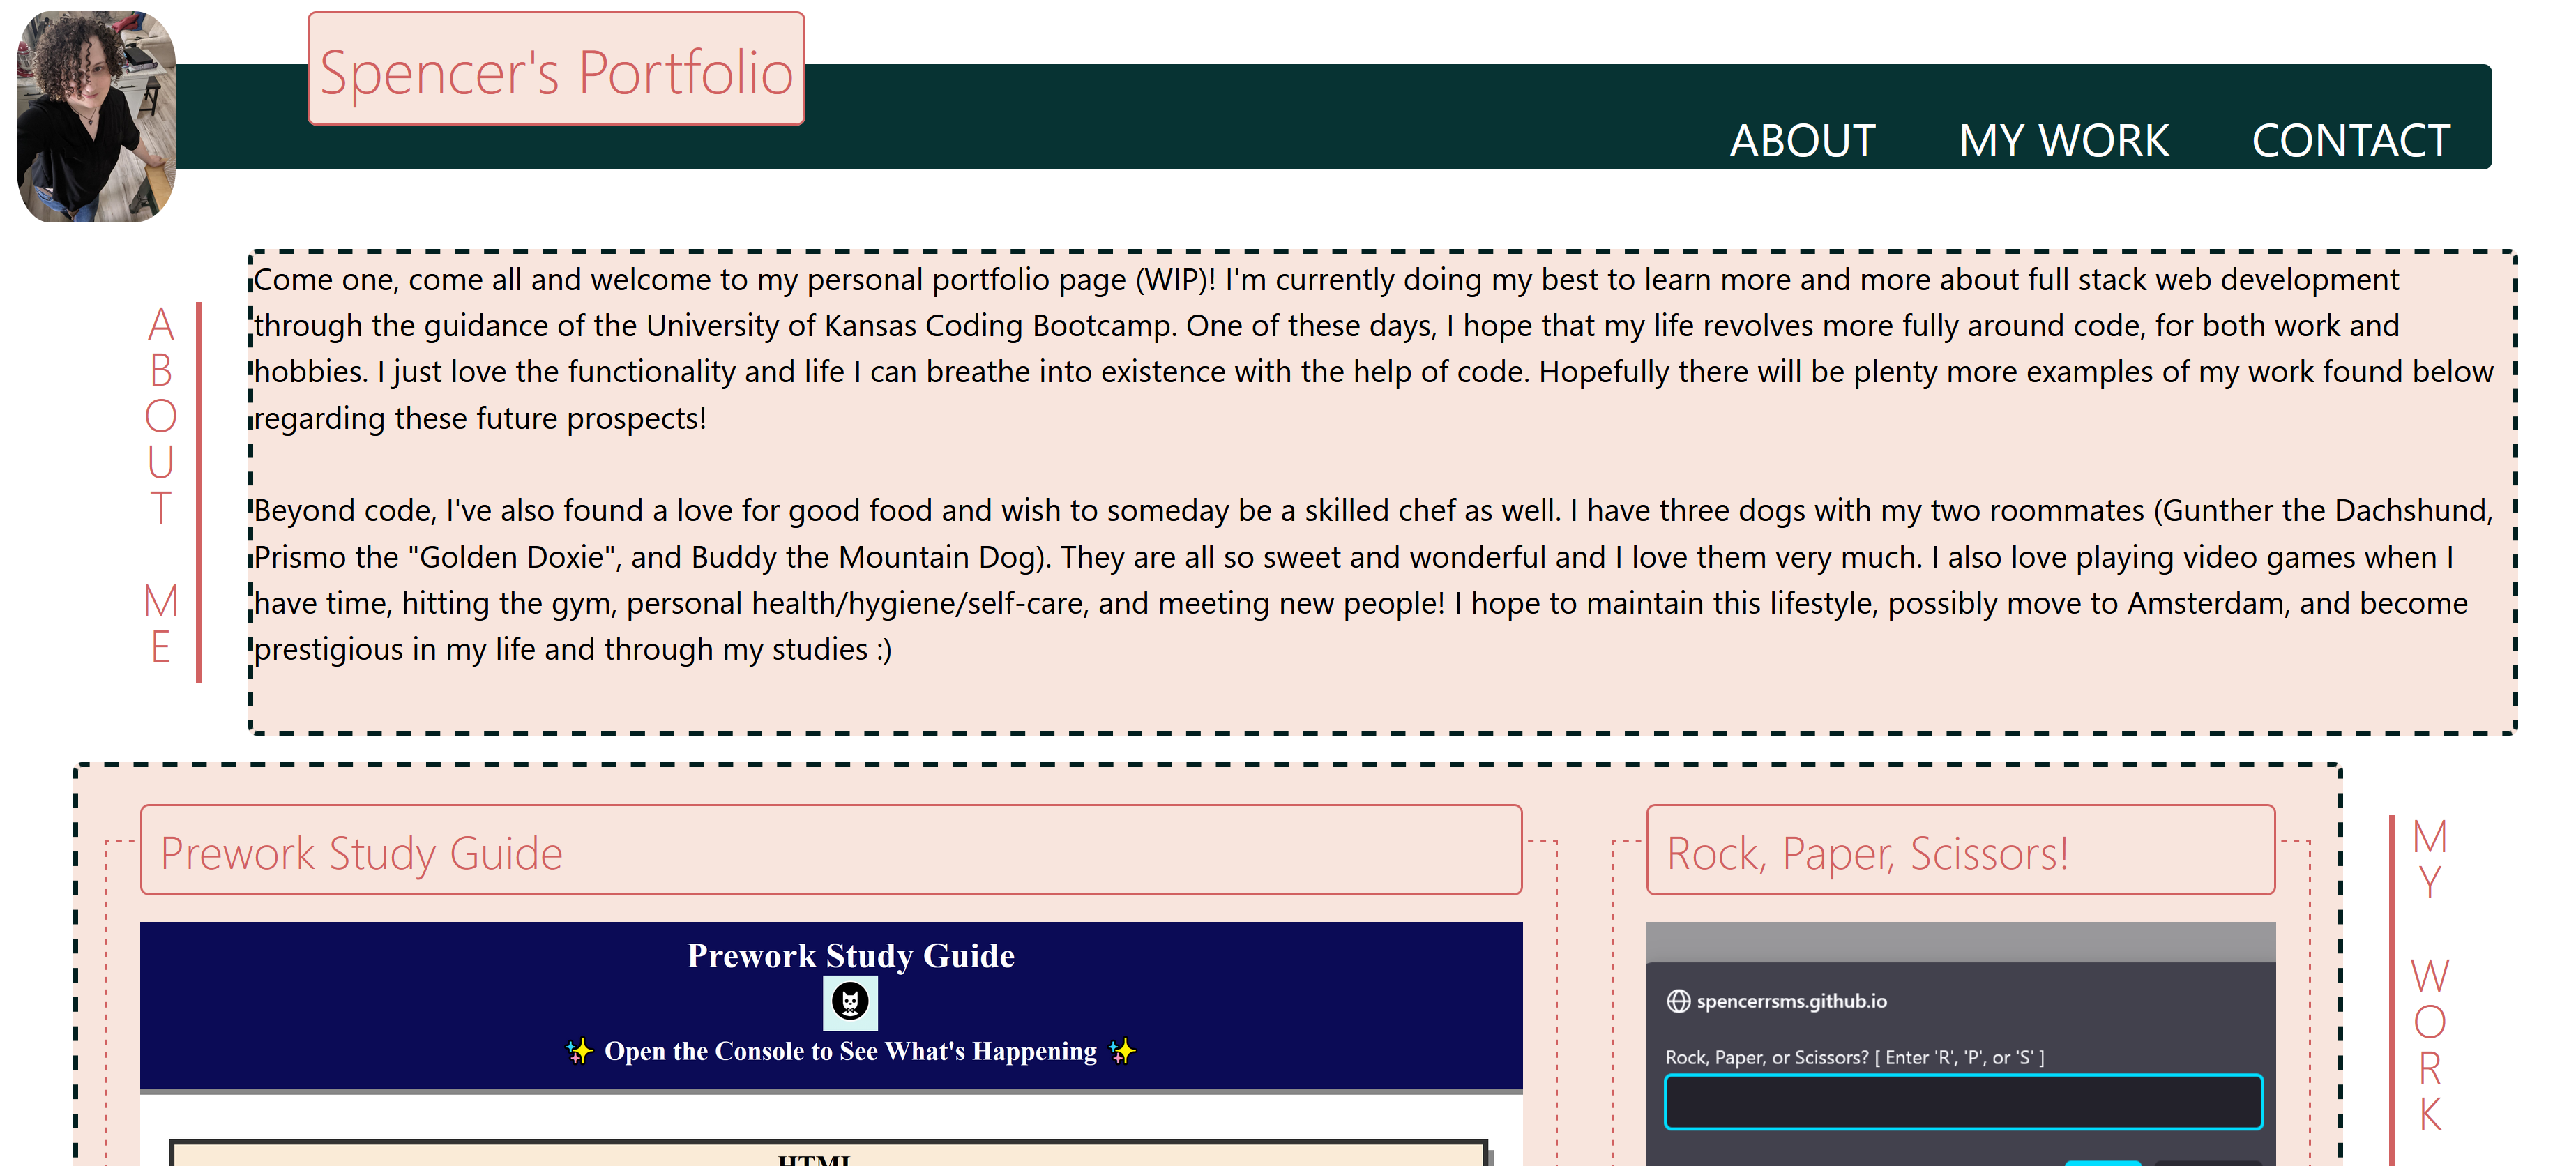 Spencer's Portfolio
ABOUT MY WORK CONTACT
ABOUT ME
Come one, come all and welcome to my personal portfolio page (WIP)! I'm currently doing my best to learn more and more about full stack web development
through the guidance of the University of Kansas Coding Bootcamp. One of these days, I hope that my life revolves more fully around code, for both work and
hobbies. I just love the functionality and life I can breathe into existence with the help of code. Hopefully there will be plenty more examples of my work found below
regarding these future prospects!
Beyond code, I've also found a love for good food and wish to someday be a skilled chef as well. I have three dogs with my two roommates (Gunther the Dachshund,
Prismo the "Golden Doxie", and Buddy the Mountain Dog). They are all so sweet and wonderful and I love them very much. I also love playing video games when I
have time, hitting the gym, personal health/hygiene/self-care, and meeting new people! I hope to maintain this lifestyle, possibly move to Amsterdam, and become
prestigious in my life and through my studies :)
MY WORK
Prework Study Guide
Prework Study Guide
✨ Open the Console to See What's Happening ✨
HTML
Rock, Paper, Scissors!
spencerrsms.github.io
Rock, Paper, or Scissors? [ Enter 'R', 'P', or 'S' ]